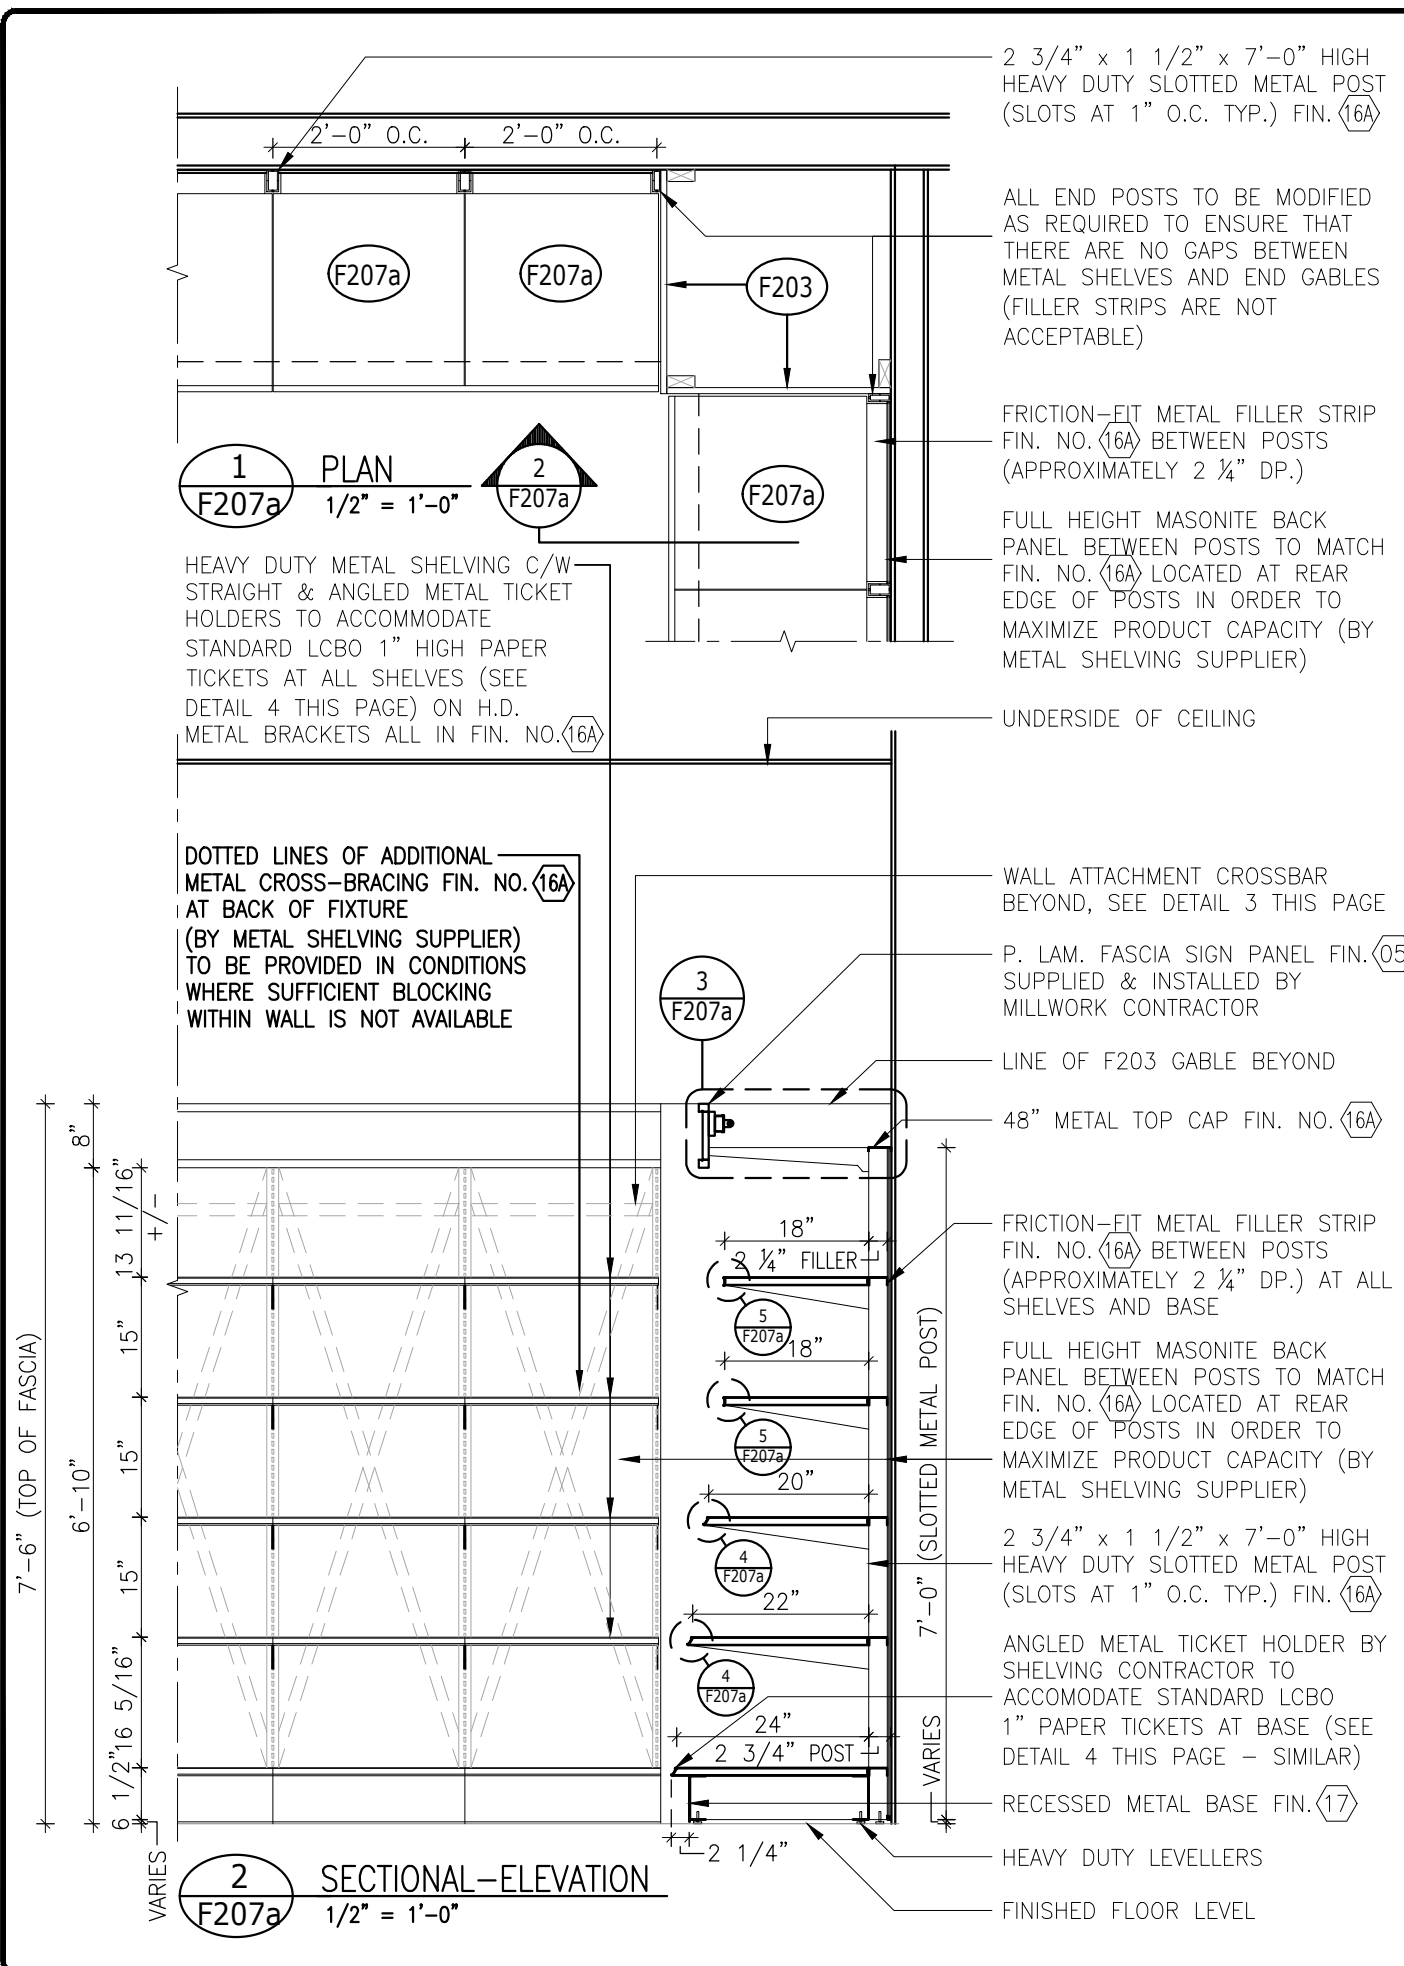 2 3/4” x 1 1/2” x 7’-0” HIGH
HEAVY DUTY SLOTTED METAL POST
(SLOTS AT 1” O.C. TYP.) FIN. 16A
2’-0” O.C. 2’-0” O.C.
ALL END POSTS TO BE MODIFIED
AS REQUIRED TO ENSURE THAT
THERE ARE NO GAPS BETWEEN
METAL SHELVES AND END GABLES
(FILLER STRIPS ARE NOT
ACCEPTABLE)
F207a F207a F203
FRICTION-FIT METAL FILLER STRIP
FIN. NO. 16A BETWEEN POSTS
(APPROXIMATELY 2 ¼” DP.)
1
F207a
PLAN
1/2” = 1’-0”
2
F207a
F207a
FULL HEIGHT MASONITE BACK
PANEL BETWEEN POSTS TO MATCH
FIN. NO. 16A LOCATED AT REAR
EDGE OF POSTS IN ORDER TO
MAXIMIZE PRODUCT CAPACITY (BY
METAL SHELVING SUPPLIER)
HEAVY DUTY METAL SHELVING C/W
STRAIGHT & ANGLED METAL TICKET
HOLDERS TO ACCOMMODATE
STANDARD LCBO 1” HIGH PAPER
TICKETS AT ALL SHELVES (SEE
DETAIL 4 THIS PAGE) ON H.D.
METAL BRACKETS ALL IN FIN. NO. 16A
UNDERSIDE OF CEILING
DOTTED LINES OF ADDITIONAL
METAL CROSS-BRACING FIN. NO. 16A
AT BACK OF FIXTURE
(BY METAL SHELVING SUPPLIER)
TO BE PROVIDED IN CONDITIONS
WHERE SUFFICIENT BLOCKING
WITHIN WALL IS NOT AVAILABLE
WALL ATTACHMENT CROSSBAR
BEYOND, SEE DETAIL 3 THIS PAGE
P. LAM. FASCIA SIGN PANEL FIN. 05
SUPPLIED & INSTALLED BY
MILLWORK CONTRACTOR
3
F207a
LINE OF F203 GABLE BEYOND
48” METAL TOP CAP FIN. NO. 16A
7’-6” (TOP OF FASCIA)
8”
6’-10”
13 11/16”
+/-
15”
15”
15”
16 5/16”
6 1/2”
VARIES
18”
2 ¼” FILLER
5
F207a
18”
5
F207a
20”
4
F207a
22”
4
F207a
24”
2 3/4” POST
2 1/4”
7’-0” (SLOTTED METAL POST)
VARIES
FRICTION-FIT METAL FILLER STRIP
FIN. NO. 16A BETWEEN POSTS
(APPROXIMATELY 2 ¼” DP.) AT ALL
SHELVES AND BASE
FULL HEIGHT MASONITE BACK
PANEL BETWEEN POSTS TO MATCH
FIN. NO. 16A LOCATED AT REAR
EDGE OF POSTS IN ORDER TO
MAXIMIZE PRODUCT CAPACITY (BY
METAL SHELVING SUPPLIER)
2 3/4” x 1 1/2” x 7’-0” HIGH
HEAVY DUTY SLOTTED METAL POST
(SLOTS AT 1” O.C. TYP.) FIN. 16A
ANGLED METAL TICKET HOLDER BY
SHELVING CONTRACTOR TO
ACCOMODATE STANDARD LCBO
1” PAPER TICKETS AT BASE (SEE
DETAIL 4 THIS PAGE - SIMILAR)
RECESSED METAL BASE FIN. 17
HEAVY DUTY LEVELLERS
FINISHED FLOOR LEVEL
2
F207a
SECTIONAL-ELEVATION
1/2” = 1’-0”